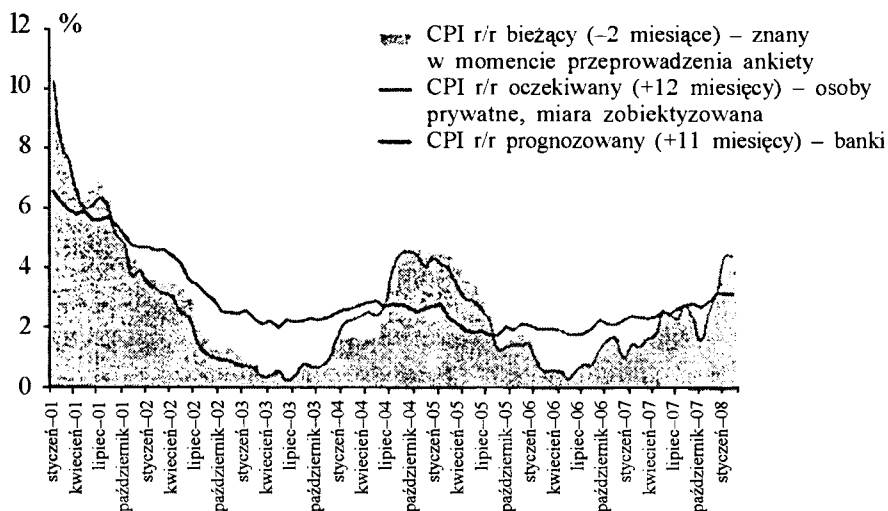 12 %
CPI r/r bieżący (–2 miesiące) – znany
w momencie przeprowadzenia ankiety
CPI r/r oczekiwany (+12 miesięcy) – osoby
prywatne, miara zobiektyzowana
CPI r/r prognozowany (+11 miesięcy) – banki
10
8
6
4
2
0
styczeń–01
kwiecień–01
lipiec–01
październik–01
styczeń–02
kwiecień–02
lipiec–02
październik–02
styczeń–03
kwiecień–03
lipiec–03
październik–03
styczeń–04
kwiecień–04
lipiec–04
październik–04
styczeń–05
kwiecień–05
lipiec–05
październik–05
styczeń–06
kwiecień–06
lipiec–06
październik–06
styczeń–07
kwiecień–07
lipiec–07
październik–07
styczeń–08